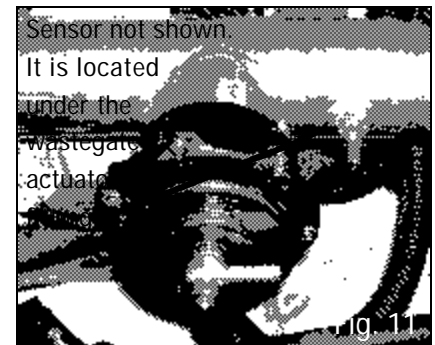 Sensor not shown.
It is located
under the
wastegate
Fig. 11